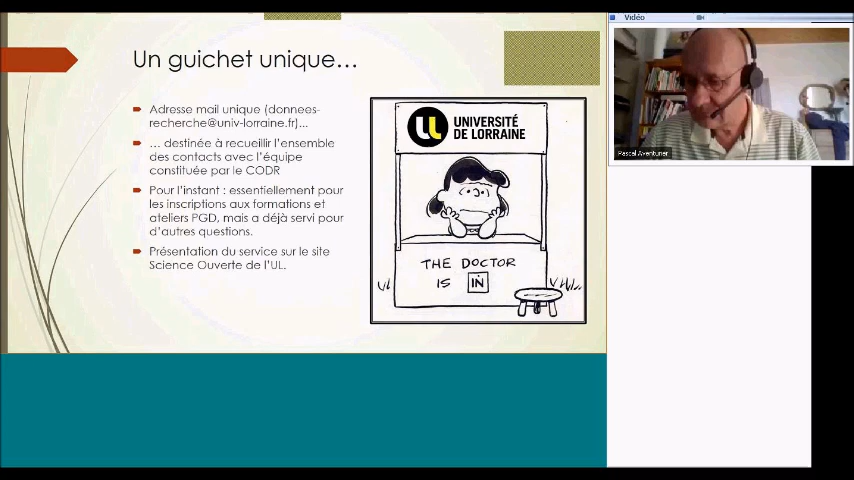 Vidéo
Un guichet unique...
Adresse mail unique (donnees-
recherche@univ-lorraine.fr)...
... destinée à recueillir l'ensemble
des contacts avec l'équipe
constituée par le CODR
Pour l'instant : essentiellement pour
les inscriptions aux formations et
ateliers PGD, mais a déjà servi pour
d'autres questions.
Présentation du service sur le site
Science Ouverte de l'UL.
UNIVERSITÉ
DE LORRAINE
THE DOCTOR
IS IN
Pascal Aventurier